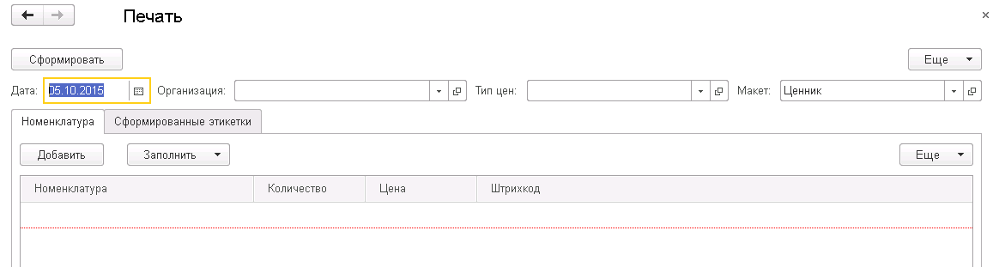 Печать
Сформировать Еще
Дата: 05.10.2015 Организация: Тип цен: Макет: Ценник
Номенклатура Сформированные этикетки
Добавить Заполнить Еще
Номенклатура Количество Цена Штрихкод